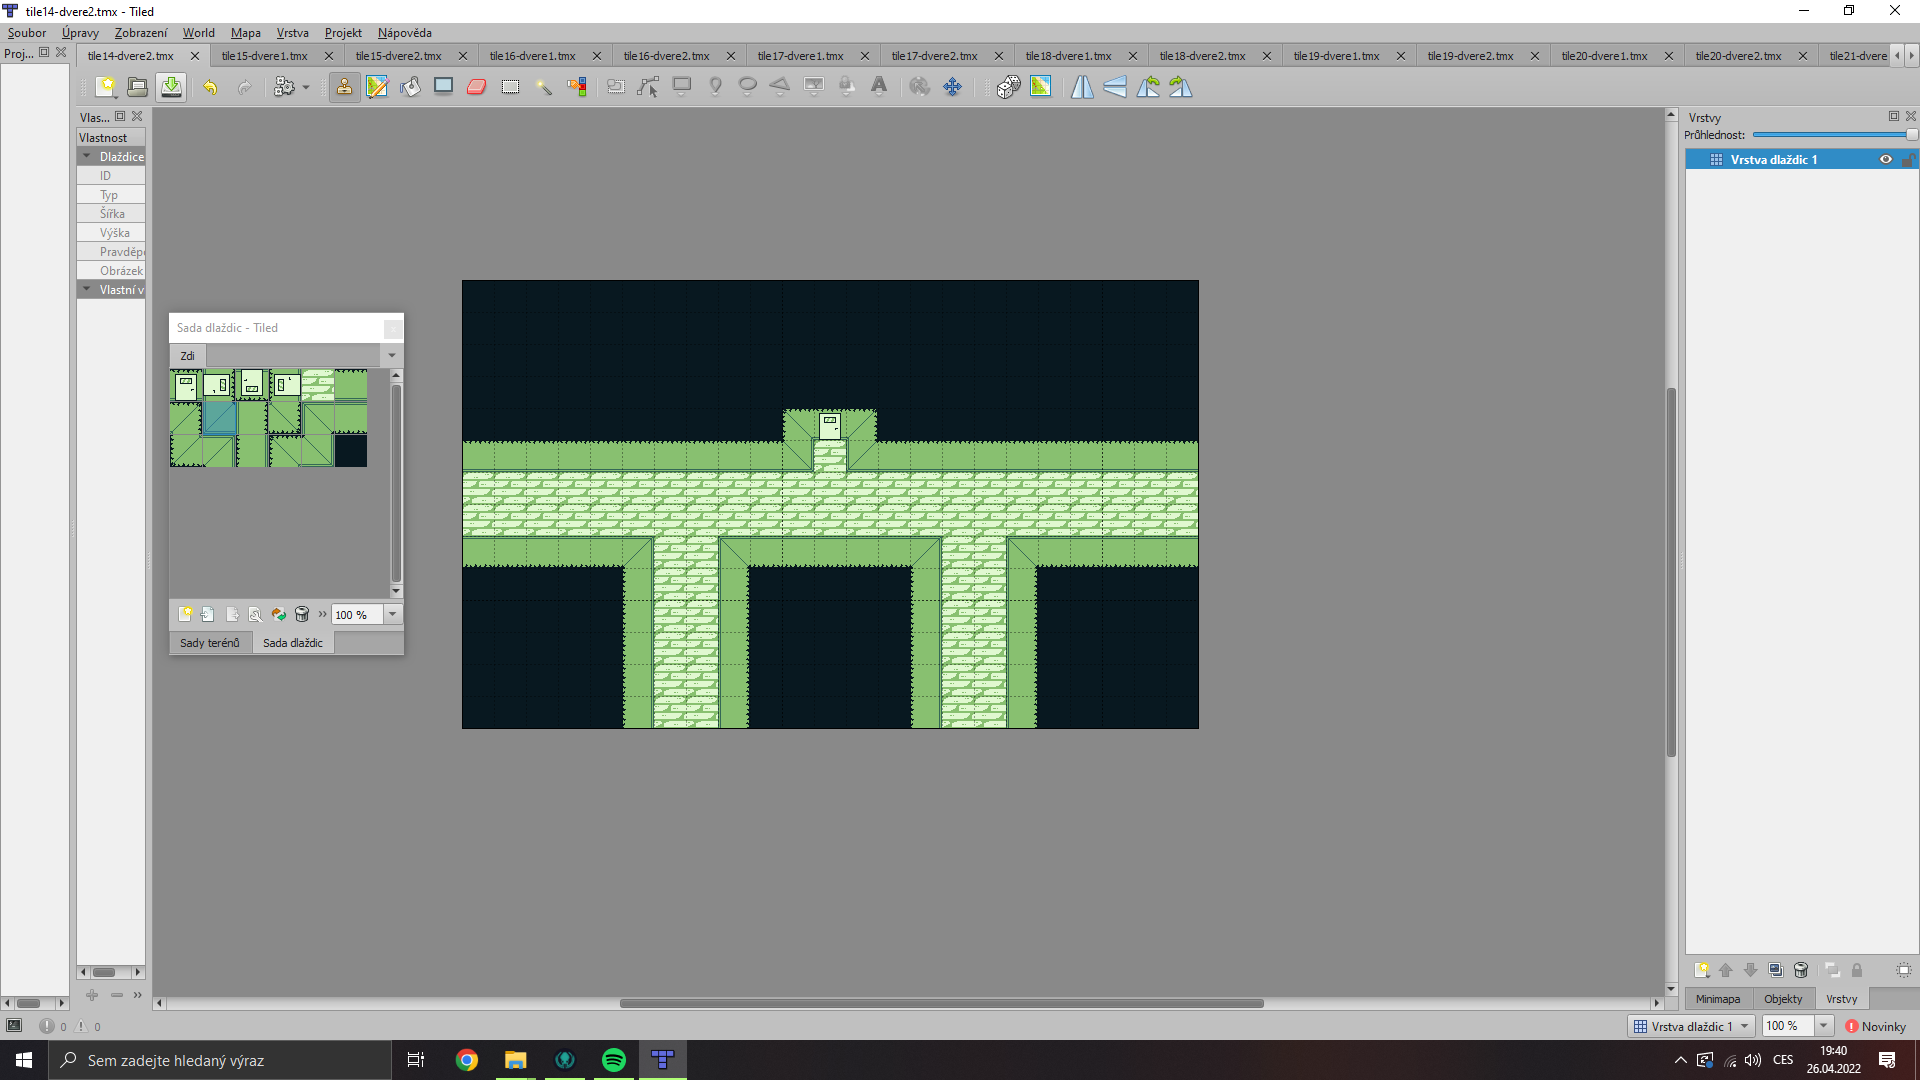 tile14-dvere2.tmx - Tiled
Soubor Úpravy Zobrazení World Mapa Vrstva Projekt Nápověda
Proj...
tile14-dvere2.tmx tile15-dvere1.tmx tile15-dvere2.tmx tile16-dvere1.tmx tile16-dvere2.tmx tile17-dvere1.tmx tile17-dvere2.tmx tile18-dvere1.tmx tile18-dvere2.tmx tile19-dvere1.tmx tile19-dvere2.tmx tile20-dvere1.tmx tile20-dvere2.tmx tile21-dvere
Vlas...
Vlastnost
Dlaždice
ID
Typ
Šířka
Výška
Pravděpo
Obrázek
Vlastní v
Sada dlaždic - Tiled
Zdi
100 %
Sady terénů Sada dlaždic
Vrstvy
Průhlednost:
Vrstva dlaždic 1
Minimapa Objekty Vrstvy
0 0
Vrstva dlaždic 1 100 % Novinky
Sem zadejte hledaný výraz
CES
19:40
26.04.2022